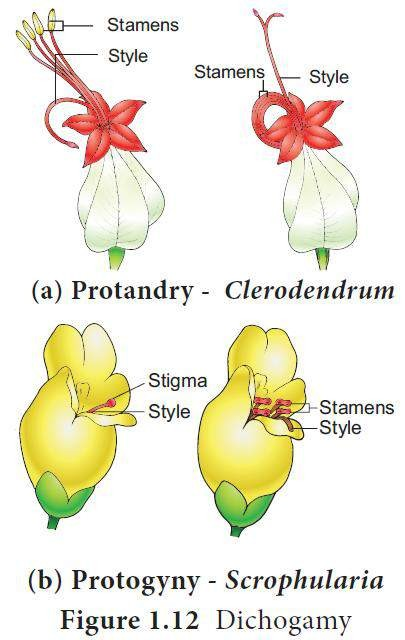 Stamens
Style
Stamens Style
(a) Protandry - Clerodendrum
Stigma
Style
Stamens
Style
(b) Protogyny - Scrophularia
Figure 1.12 Dichogamy